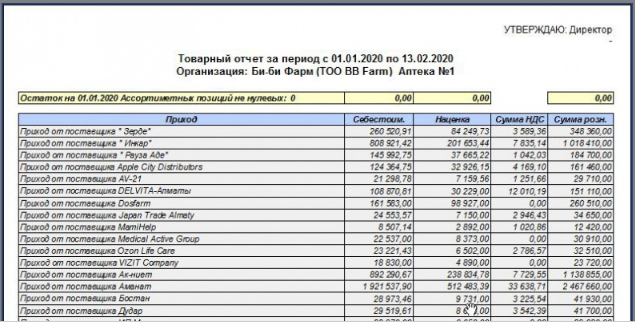 УТВЕРЖДАЮ: Директор
Товарный отчет за период с 01.01.2020 по 13.02.2020
Организация: Би-би Фарм (ТОО BB Farm) Аптека №1
Остаток на 01.01.2020 Ассортиметных позиций не нулевых: 0 0,00 0,00 0,00
Приход Себестоим. Наценка Сумма НДС Сумма розн.
Приход от поставщика " Зерде" 260 520,91 84 249,73 3 589,36 348 360,00
Приход от поставщика " Инкар" 808 921,42 201 653,44 7 835,14 1 018 410,00
Приход от поставщика " Рауза Аде" 145 992,75 37 665,22 1 042,03 184 700,00
Приход от поставщика Apple City Distributors 124 364,75 32 926,15 4 169,10 161 460,00
Приход от поставщика AV-21 21 298,78 7 159,56 1 251,66 29 710,00
Приход от поставщика DELVITA-Алматы 108 870,81 30 229,00 12 010,19 151 110,00
Приход от поставщика Dosfarm 161 583,00 98 927,00 0,00 260 510,00
Приход от поставщика Japan Trade Almaty 24 553,57 7 150,00 2 946,43 34 650,00
Приход от поставщика MamiHelp 8 507,14 2 892,00 1 020,86 12 420,00
Приход от поставщика Medical Active Group 22 537,00 8 373,00 0,00 30 910,00
Приход от поставщика Ozon Life Care 23 221,43 6 502,00 2 786,57 32 510,00
Приход от поставщика VIZIT Company 18 830,00 4 890,00 0,00 23 720,00
Приход от поставщика Ак-ниет 892 290,67 238 834,78 7 729,55 1 138 855,00
Приход от поставщика Аманат 1 921 537,90 512 483,39 33 638,71 2 467 660,00
Приход от поставщика Бостан 28 973,46 9 731,00 3 225,54 41 930,00
Приход от поставщика Дудар 29 519,61 3 542,39 41 700,00